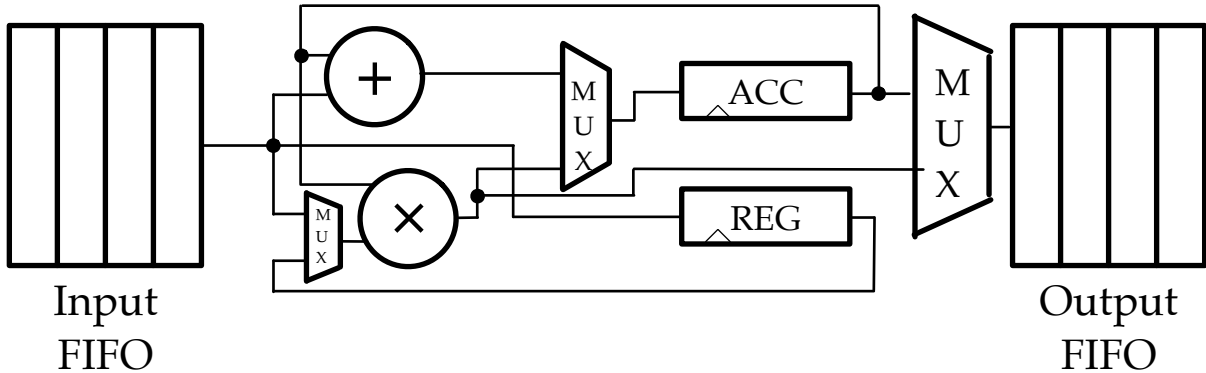 +
M
U
X
ACC
M
U
X
M
U
X
×
REG
Input
FIFO
Output
FIFO